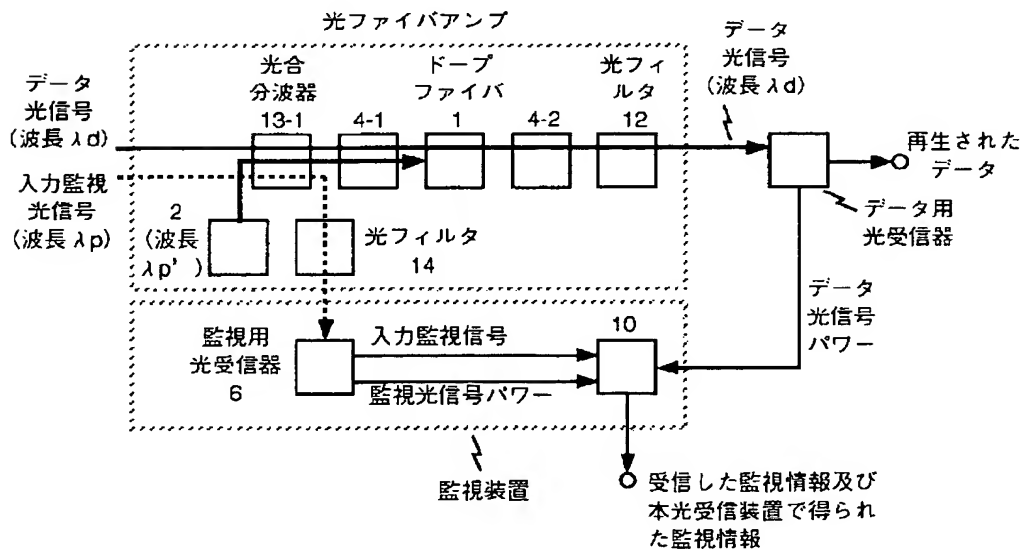 光ファイバアンプ
データ
光信号
(波長 λd)
光合
分波器
13-1
4-1
ドープ
ファイバ
1
4-2
光フィ
ルタ
12
データ
光信号
(波長 λd)
再生された
データ
データ用
光受信器
入力監視
光信号
(波長 λp)
2
(波長
λp')
光フィルタ
14
データ
光信号
パワー
監視用
光受信器
6
入力監視信号
監視光信号パワー
10
監視装置
受信した監視情報及び
本光受信装置で得られ
た監視情報